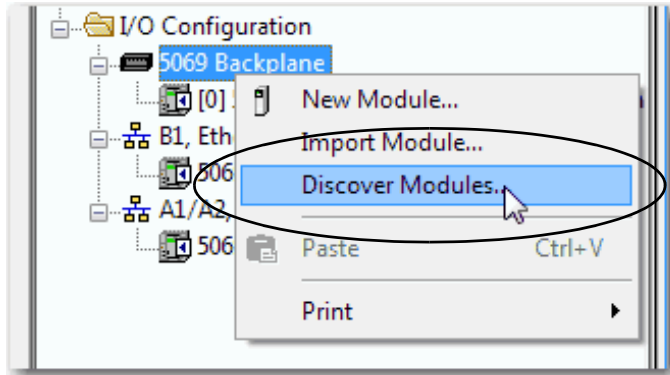 I/O Configuration
5069 Backplane
[0]
New Module...
B1, Eth
Import Module...
506
Discover Modules...
A1/A2,
506
Paste Ctrl+V
Print